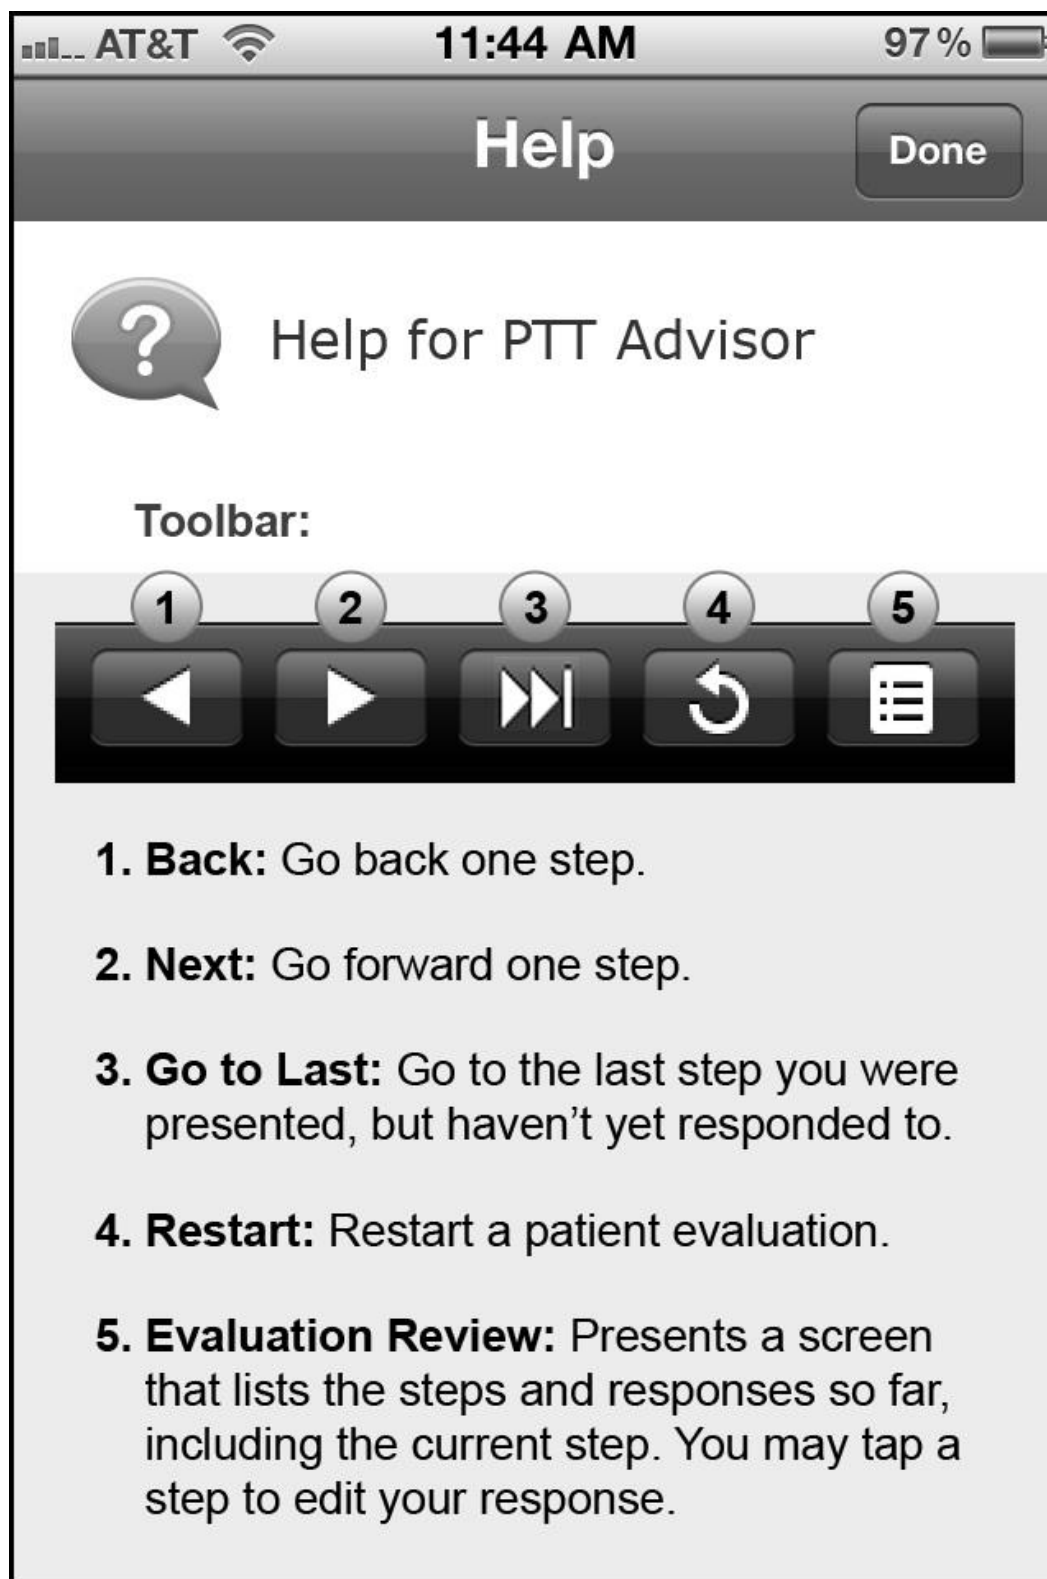 AT&T 11:44 AM 97%
Help Done
Help for PTT Advisor
Toolbar:
1 2 3 4 5
1. Back: Go back one step.
2. Next: Go forward one step.
3. Go to Last: Go to the last step you were
presented, but haven’t yet responded to.
4. Restart: Restart a patient evaluation.
5. Evaluation Review: Presents a screen
that lists the steps and responses so far,
including the current step. You may tap a
step to edit your response.